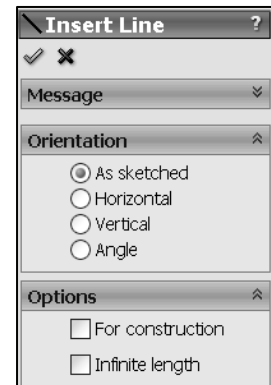 Insert Line ?
Message
Orientation
As sketched
Horizontal
Vertical
Angle
Options
For construction
Infinite length